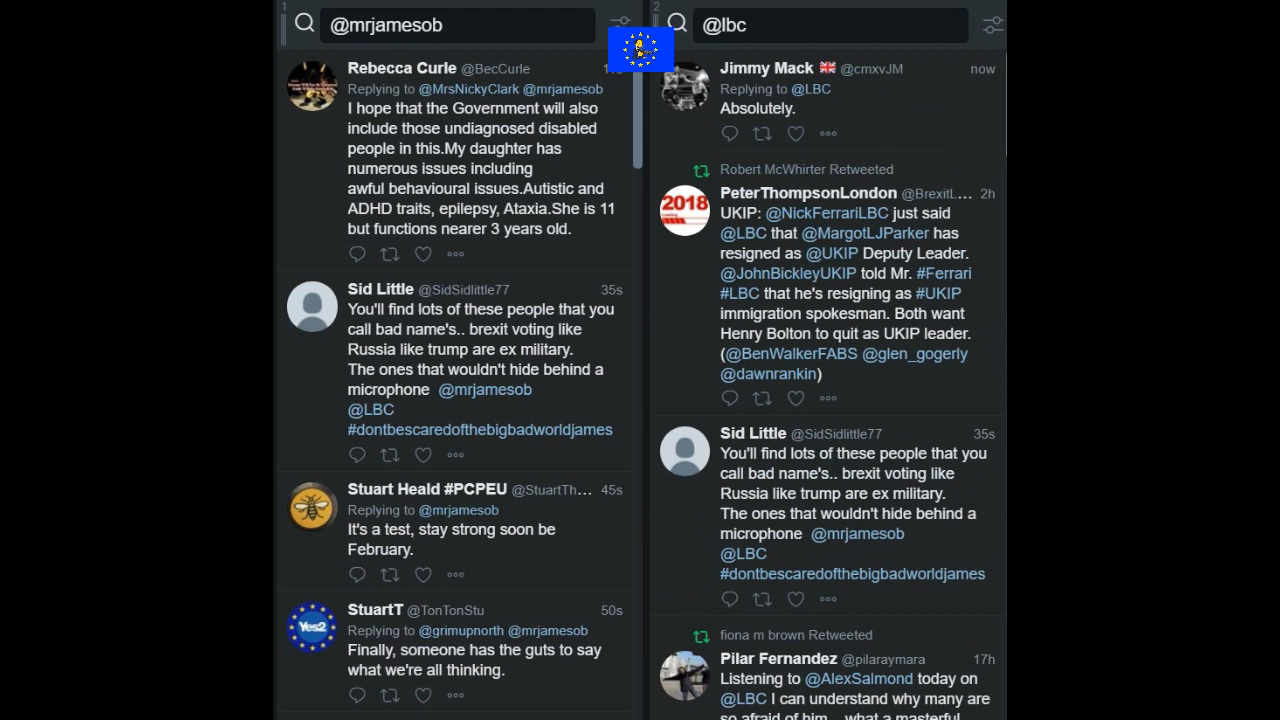 1
@mrjamesob
Rebecca Curle @BecCurle
Replying to @MrsNickyClark @mrjamesob
I hope that the Government will also
include those undiagnosed disabled
people in this.My daughter has
numerous issues including
awful behavioural issues.Autistic and
ADHD traits, epilepsy, Ataxia.She is 11
but functions nearer 3 years old.
Sid Little @SidSidlittle77 35s
You'll find lots of these people that you
call bad name's.. brexit voting like
Russia like trump are ex military.
The ones that wouldn't hide behind a
microphone @mrjamesob
@LBC
#dontbescaredofthebigbadworldjames
Stuart Heald #PCPEU @StuartTh... 45s
Replying to @mrjamesob
It's a test, stay strong soon be
February.
StuartT @TonTonStu 50s
Yes2
Replying to @grimupnorth @mrjamesob
Finally, someone has the guts to say
what we're all thinking.
2
@lbc
Jimmy Mack @cmxvJM now
Replying to @LBC
Absolutely.
Robert McWhirter Retweeted
PeterThompsonLondon @BrexitL... 2h
2018
UKIP: @NickFerrariLBC just said
@LBC that @MargotLJParker has
resigned as @UKIP Deputy Leader.
@JohnBickleyUKIP told Mr. #Ferrari
#LBC that he's resigning as #UKIP
immigration spokesman. Both want
Henry Bolton to quit as UKIP leader.
(@BenWalkerFABS @glen_gogerly
@dawnrankin)
Sid Little @SidSidlittle77 35s
You'll find lots of these people that you
call bad name's.. brexit voting like
Russia like trump are ex military.
The ones that wouldn't hide behind a
microphone @mrjamesob
@LBC
#dontbescaredofthebigbadworldjames
fiona m brown Retweeted
Pilar Fernandez @pilaraymara 17h
Listening to @AlexSalmond today on
@LBC I can understand why many are
so afraid of him... what a masterful